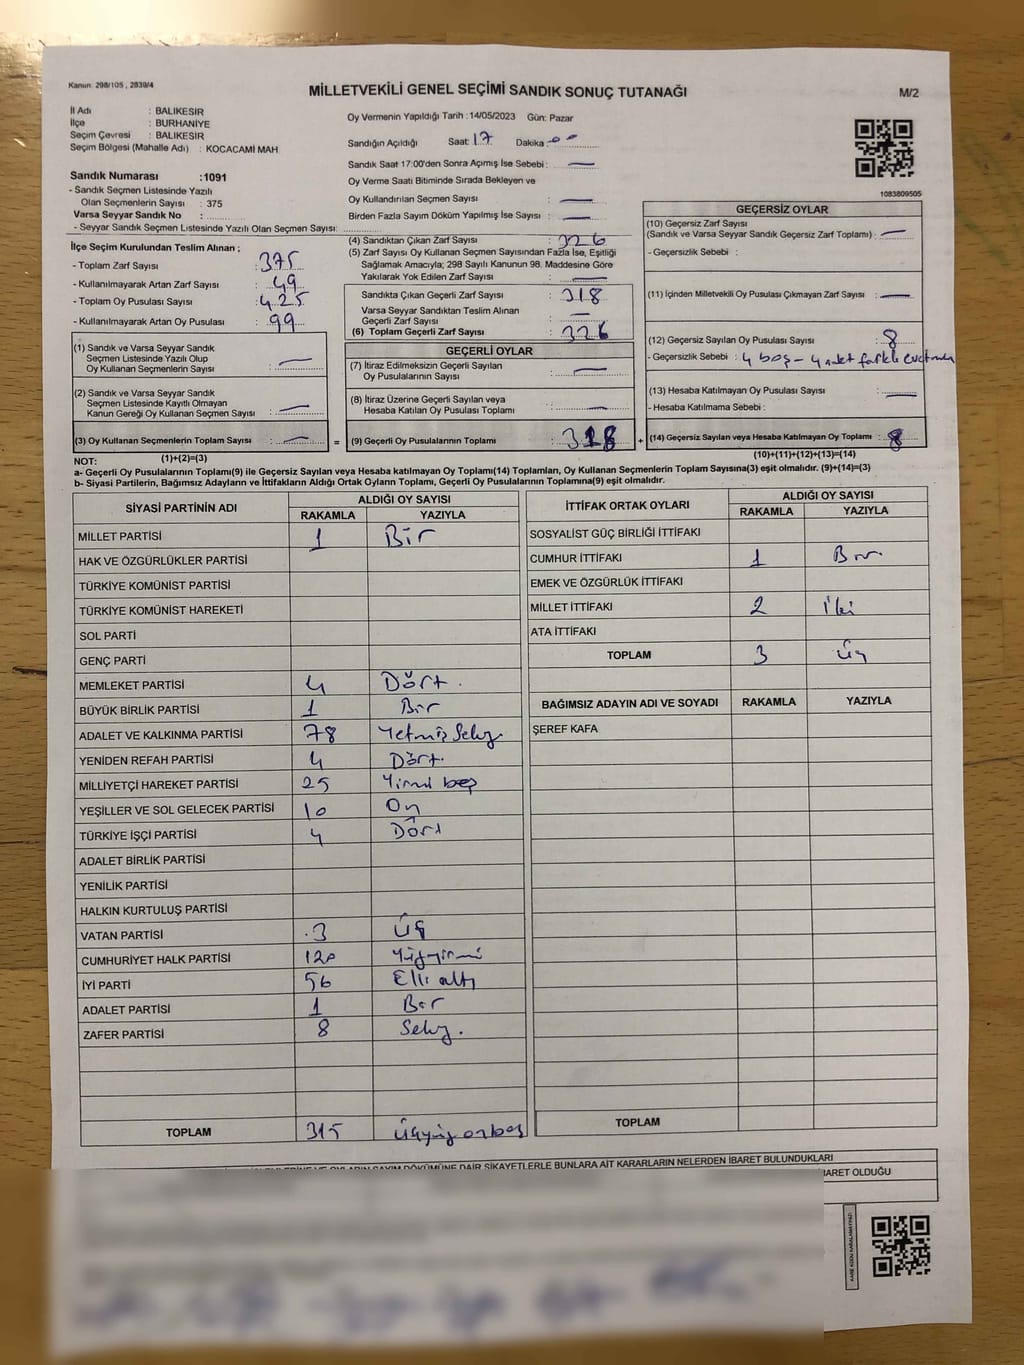 Kanun: 298/105 , 2839/4
MİLLETVEKİLİ GENEL SEÇİMİ SANDIK SONUÇ TUTANAĞI
M/2
İl Adı : BALIKESİR
İlçe : BURHANİYE
Seçim Çevresi : BALIKESİR
Seçim Bölgesi (Mahalle Adı) : KOCACAMİ MAH.
Sandık Numarası :1091
- Sandık Seçmen Listesinde Yazılı
Olan Seçmenlerin Sayısı : 375
Varsa Seyyar Sandık No :
- Seyyar Sandık Seçmen Listesinde Yazılı Olan Seçmen Sayısı:
Oy Vermenin Yapıldığı Tarih : 14/05/2023 Gün: Pazar
Sandığın Açıldığı Saat: 17 Dakika: 00
Sandık Saat 17:00'den Sonra Açımış İse Sebebi : —
Oy Verme Saati Bitiminde Sırada Bekleyen ve
Oy Kullandırılan Seçmen Sayısı : —
Birden Fazla Sayım Döküm Yapılmış İse Sayısı : —
1083809505
İlçe Seçim Kurulundan Teslim Alınan ;
- Toplam Zarf Sayısı : 375
- Kullanılmayarak Artan Zarf Sayısı : 49
- Toplam Oy Pusulası Sayısı : 425
- Kullanılmayarak Artan Oy Pusulası : 99
(1) Sandık ve Varsa Seyyar Sandık
Seçmen Listesinde Yazılı Olup
Oy Kullanan Seçmenlerin Sayısı : —
(2) Sandık ve Varsa Seyyar Sandık
Seçmen Listesinde Kayıtlı Olmayan
Kanun Gereği Oy Kullanan Seçmen Sayısı : —
(3) Oy Kullanan Seçmenlerin Toplam Sayısı : —
(1)+(2)=(3)
(4) Sandıktan Çıkan Zarf Sayısı : 326
(5) Zarf Sayısı Oy Kullanan Seçmen Sayısından Fazla İse, Eşitliği
Sağlamak Amacıyla; 298 Sayılı Kanunun 98. Maddesine Göre
Yakılarak Yok Edilen Zarf Sayısı : —
Sandıkta Çıkan Geçerli Zarf Sayısı : 318
Varsa Seyyar Sandıktan Teslim Alınan
Geçerli Zarf Sayısı : —
(6) Toplam Geçerli Zarf Sayısı : 326
GEÇERLİ OYLAR
(7) İtiraz Edilmeksizin Geçerli Sayılan
Oy Pusulalarının Sayısı : —
(8) İtiraz Üzerine Geçerli Sayılan veya
Hesaba Katılan Oy Pusulası Toplamı : —
= (9) Geçerli Oy Pusulalarının Toplamı : 318 +
GEÇERSİZ OYLAR
(10) Geçersiz Zarf Sayısı
(Sandık ve Varsa Seyyar Sandık Geçersiz Zarf Toplamı) : —
- Geçersizlik Sebebi :
(11) İçinden Milletvekili Oy Pusulası Çıkmayan Zarf Sayısı : —
(12) Geçersiz Sayılan Oy Pusulası Sayısı : 8
- Geçersizlik Sebebi : 4 boş - 4 adet farklı
(13) Hesaba Katılmayan Oy Pusulası Sayısı : —
- Hesaba Katılmama Sebebi :
(14) Geçersiz Sayılan veya Hesaba Katılmayan Oy Toplamı : 8
(10)+(11)+(12)+(13)=(14)
NOT:
a- Geçerli Oy Pusulalarının Toplamı(9) ile Geçersiz Sayılan veya Hesaba katılmayan Oy Toplamı(14) Toplamları, Oy Kullanan Seçmenlerin Toplam Sayısına(3) eşit olmalıdır. (9)+(14)=(3)
b- Siyasi Partilerin, Bağımsız Adayların ve İttifakların Aldığı Ortak Oyların Toplamı, Geçerli Oy Pusulalarının Toplamına(9) eşit olmalıdır.
SİYASİ PARTİNİN ADI ALDIĞI OY SAYISI
RAKAMLA YAZIYLA
MİLLET PARTİSİ 1 Bir
HAK VE ÖZGÜRLÜKLER PARTİSİ
TÜRKİYE KOMÜNİST PARTİSİ
TÜRKİYE KOMÜNİST HAREKETİ
SOL PARTİ
GENÇ PARTİ
MEMLEKET PARTİSİ 4 Dört.
BÜYÜK BİRLİK PARTİSİ 1 Bir
ADALET VE KALKINMA PARTİSİ 78 Yetmiş Sekiz
YENİDEN REFAH PARTİSİ 4 Dört.
MİLLİYETÇİ HAREKET PARTİSİ 25 Yirmi beş
YEŞİLLER VE SOL GELECEK PARTİSİ 10 On
TÜRKİYE İŞÇİ PARTİSİ 4 Dört
ADALET BİRLİK PARTİSİ
YENİLİK PARTİSİ
HALKIN KURTULUŞ PARTİSİ
VATAN PARTİSİ 3 Üç
CUMHURİYET HALK PARTİSİ 120 Yüzyirmi
İYİ PARTİ 56 Elli altı
ADALET PARTİSİ 1 Bir
ZAFER PARTİSİ 8 Sekiz.
TOPLAM 315 Üçyüz onbeş
İTTİFAK ORTAK OYLARI ALDIĞI OY SAYISI
RAKAMLA YAZIYLA
SOSYALİST GÜÇ BİRLİĞİ İTTİFAKI
CUMHUR İTTİFAKI 1 Bir.
EMEK VE ÖZGÜRLÜK İTTİFAKI
MİLLET İTTİFAKI 2 İki
ATA İTTİFAKI
TOPLAM 3 Üç
BAĞIMSIZ ADAYIN ADI VE SOYADI RAKAMLA YAZIYLA
ŞEREF KAFA
TOPLAM
OYLARIN SAYIM DÖKÜMÜNE DAİR ŞİKAYETLERLE BUNLARA AİT KARARLARIN NELERDEN İBARET BULUNDUKLARI
İBARET OLDUĞU